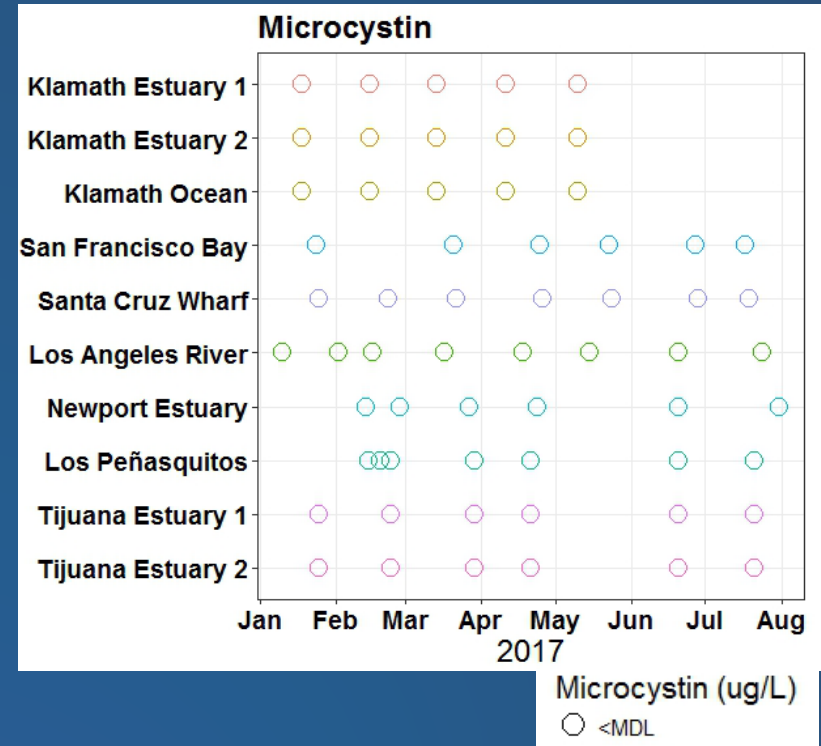 Microcystin
Klamath Estuary 1
Klamath Estuary 2
Klamath Ocean
San Francisco Bay
Santa Cruz Wharf
Los Angeles River
Newport Estuary
Los Peñasquitos
Tijuana Estuary 1
Tijuana Estuary 2
Jan Feb Mar Apr May Jun Jul Aug
2017
Microcystin (ug/L)
<MDL